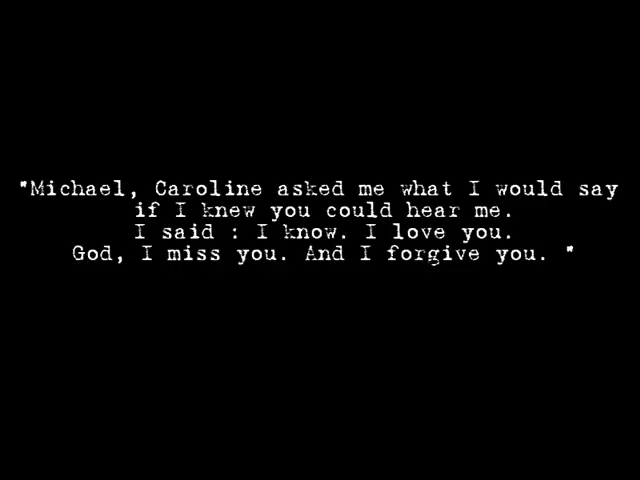 "Michael, Caroline asked me what I would say
if I knew you could hear me.
I said : I know. I love you.
God, I miss you. And I forgive you. "